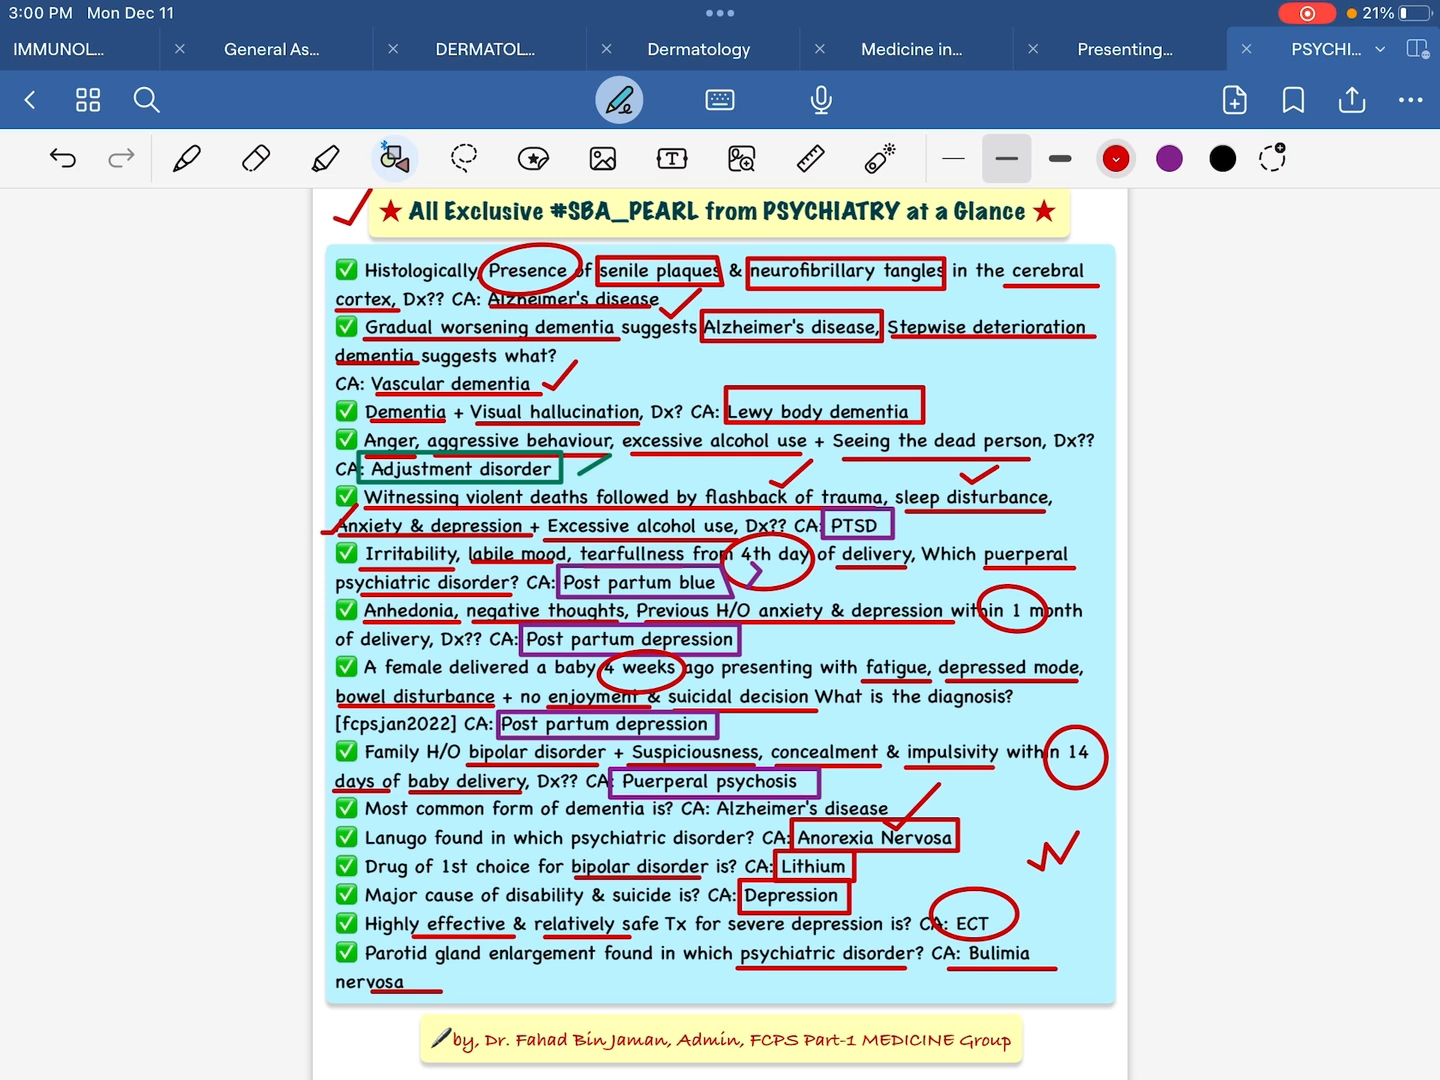 3:00 PM Mon Dec 11
21%
IMMUNOL... General As... DERMATOL... Dermatology Medicine in... Presenting... PSYCHI...
★ All Exclusive #SBA_PEARL from PSYCHIATRY at a Glance ★
✅ Histologically, Presence of senile plaques & neurofibrillary tangles in the cerebral
cortex, Dx?? CA: Alzheimer's disease
✅ Gradual worsening dementia suggests Alzheimer's disease, Stepwise deterioration
dementia suggests what?
CA: Vascular dementia
✅ Dementia + Visual hallucination, Dx? CA: Lewy body dementia
✅ Anger, aggressive behaviour, excessive alcohol use + Seeing the dead person, Dx??
CA: Adjustment disorder
✅ Witnessing violent deaths followed by flashback of trauma, sleep disturbance,
Anxiety & depression + Excessive alcohol use, Dx?? CA: PTSD
✅ Irritability, labile mood, tearfullness from 4th day of delivery, Which puerperal
psychiatric disorder? CA: Post partum blue
✅ Anhedonia, negative thoughts, Previous H/O anxiety & depression within 1 month
of delivery, Dx?? CA: Post partum depression
✅ A female delivered a baby 4 weeks ago presenting with fatigue, depressed mode,
bowel disturbance + no enjoyment & suicidal decision What is the diagnosis?
[fcpsjan2022] CA: Post partum depression
✅ Family H/O bipolar disorder + Suspiciousness, concealment & impulsivity within 14
days of baby delivery, Dx?? CA: Puerperal psychosis
✅ Most common form of dementia is? CA: Alzheimer's disease
✅ Lanugo found in which psychiatric disorder? CA: Anorexia Nervosa
✅ Drug of 1st choice for bipolar disorder is? CA: Lithium
✅ Major cause of disability & suicide is? CA: Depression
✅ Highly effective & relatively safe Tx for severe depression is? CA: ECT
✅ Parotid gland enlargement found in which psychiatric disorder? CA: Bulimia
nervosa
by, Dr. Fahad Bin Jaman, Admin, FCPS Part-1 MEDICINE Group